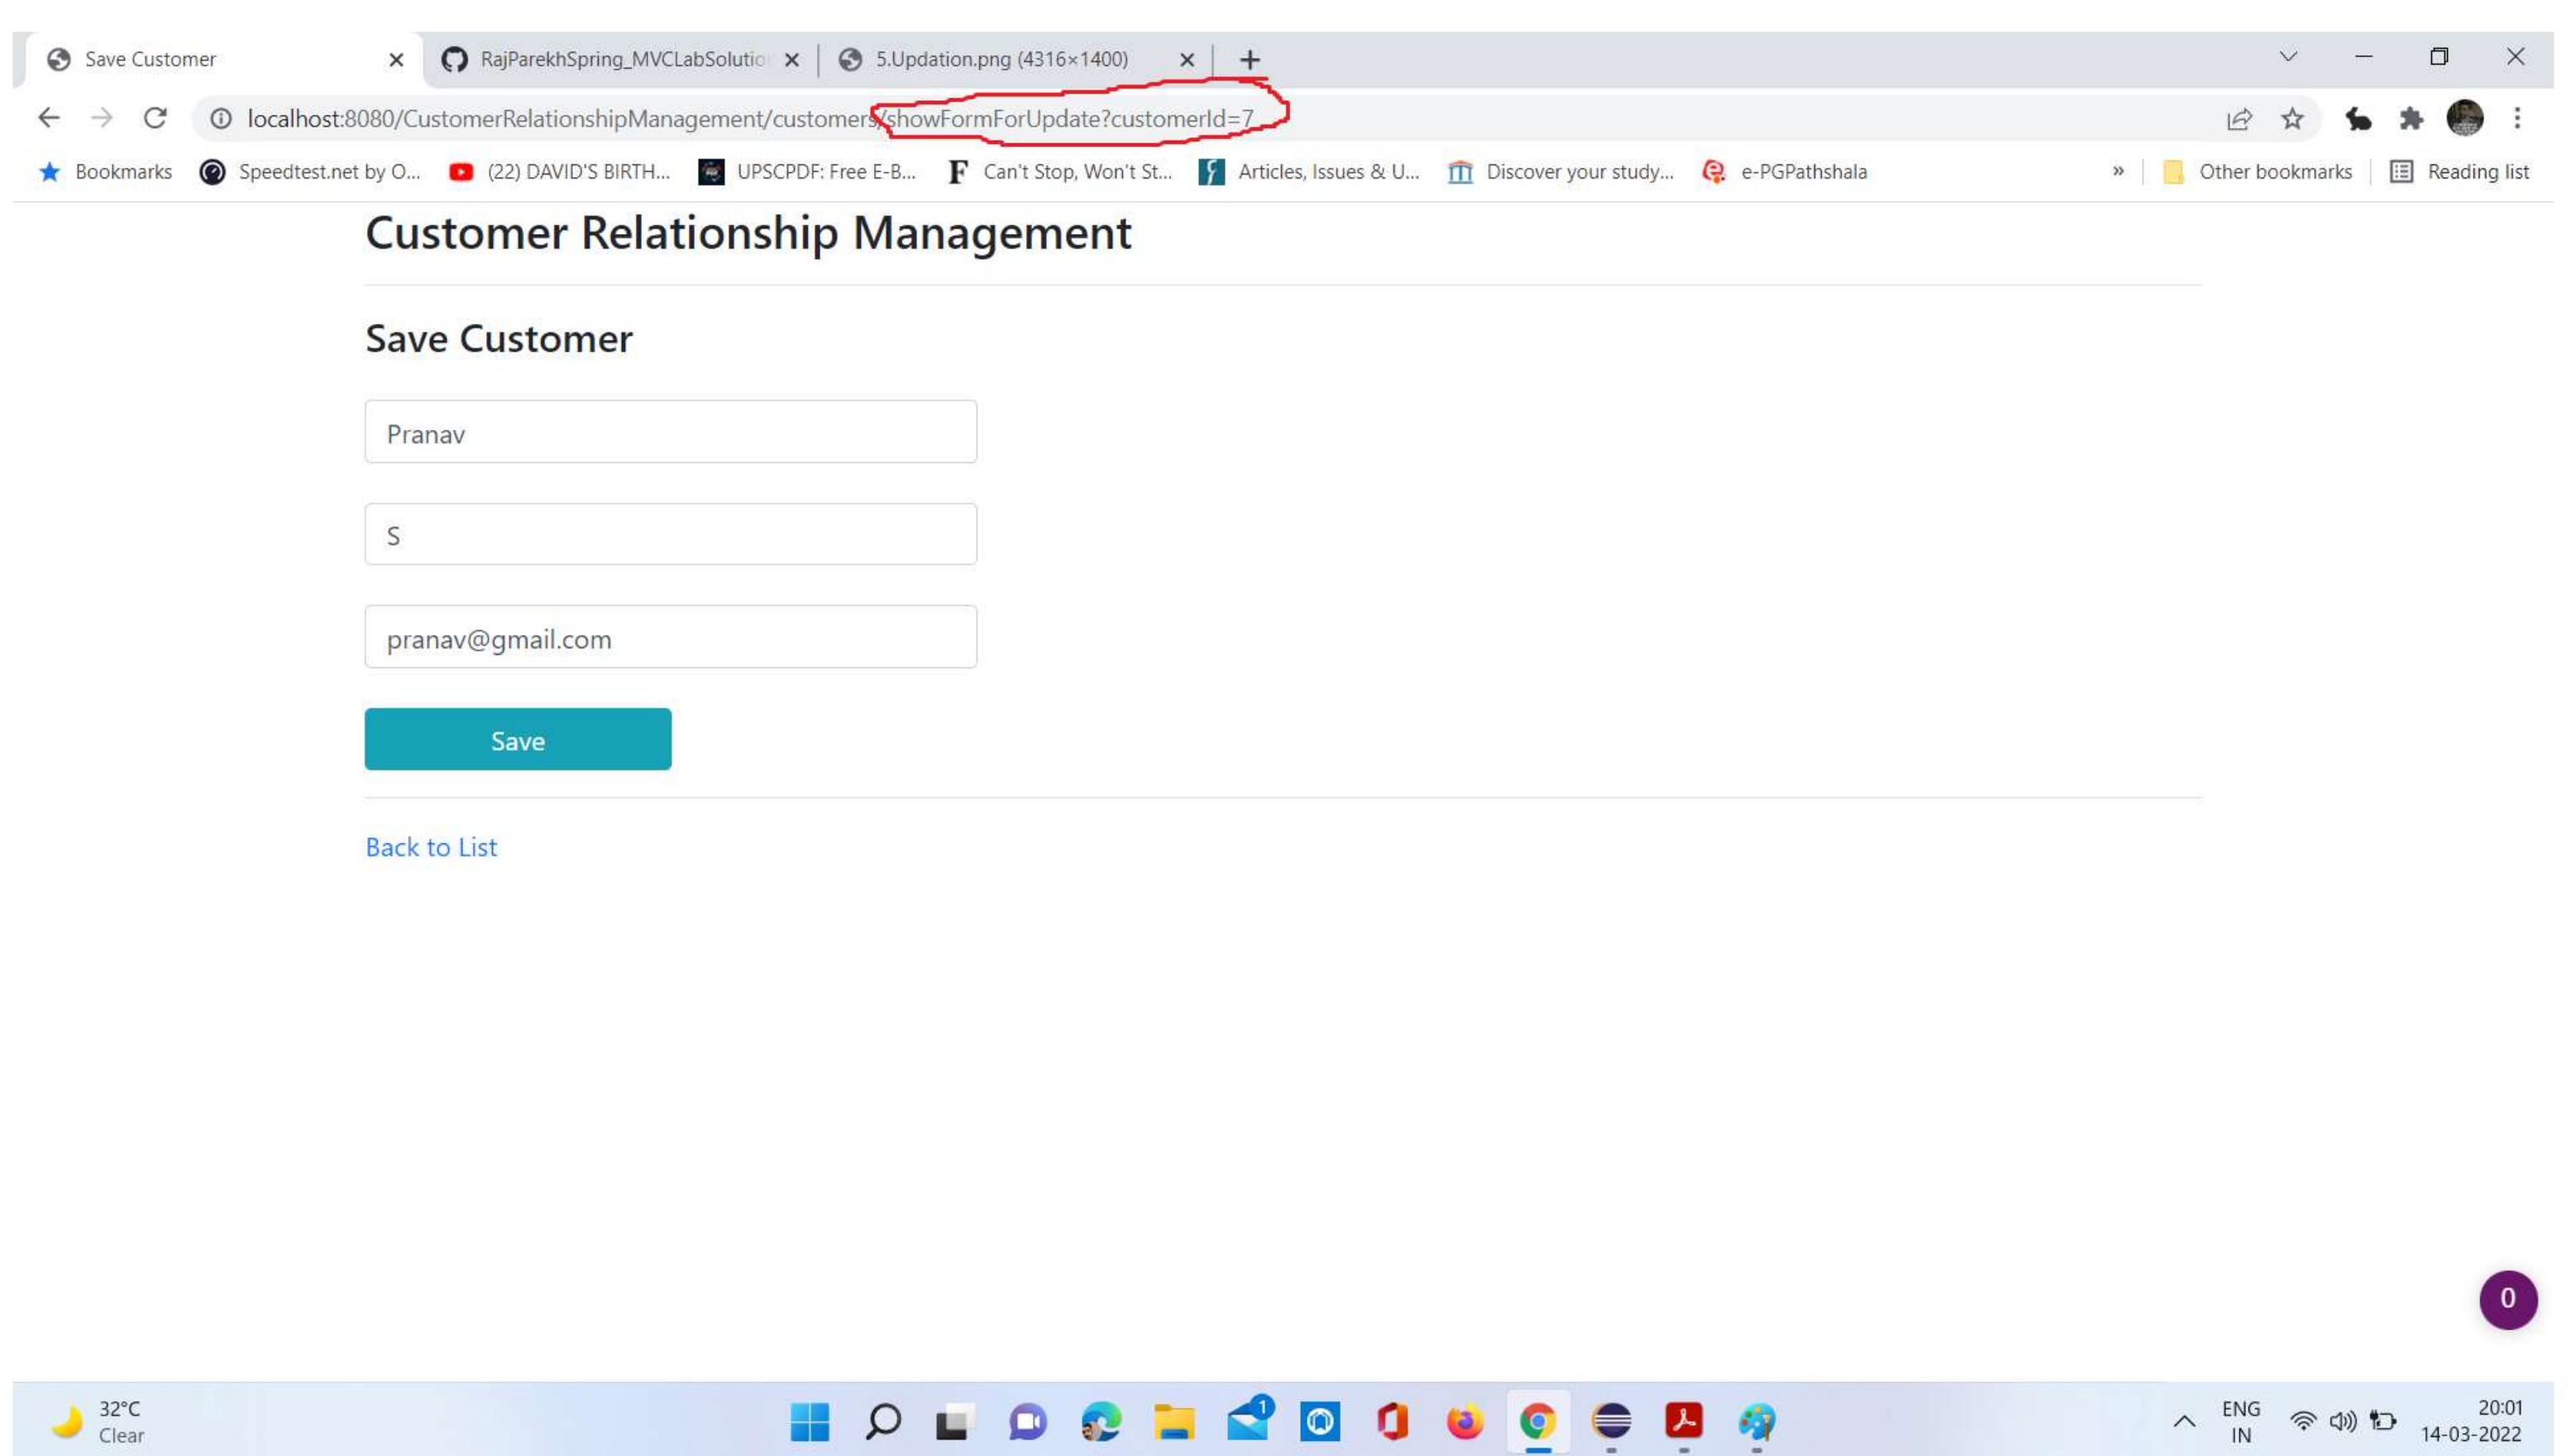 Save Customer
RajParekhSpring_MVCLabSolutio
5.Updation.png (4316×1400)
localhost:8080/CustomerRelationshipManagement/customers/showFormForUpdate?customerId=7
Bookmarks Speedtest.net by O... (22) DAVID'S BIRTH... UPSCPDF: Free E-B... F Can't Stop, Won't St... Articles, Issues & U... Discover your study... e-PGPathshala » Other bookmarks Reading list
Customer Relationship Management
Save Customer
Pranav
S
pranav@gmail.com
Save
Back to List
0
32°C
Clear
1
ENG
IN
20:01
14-03-2022